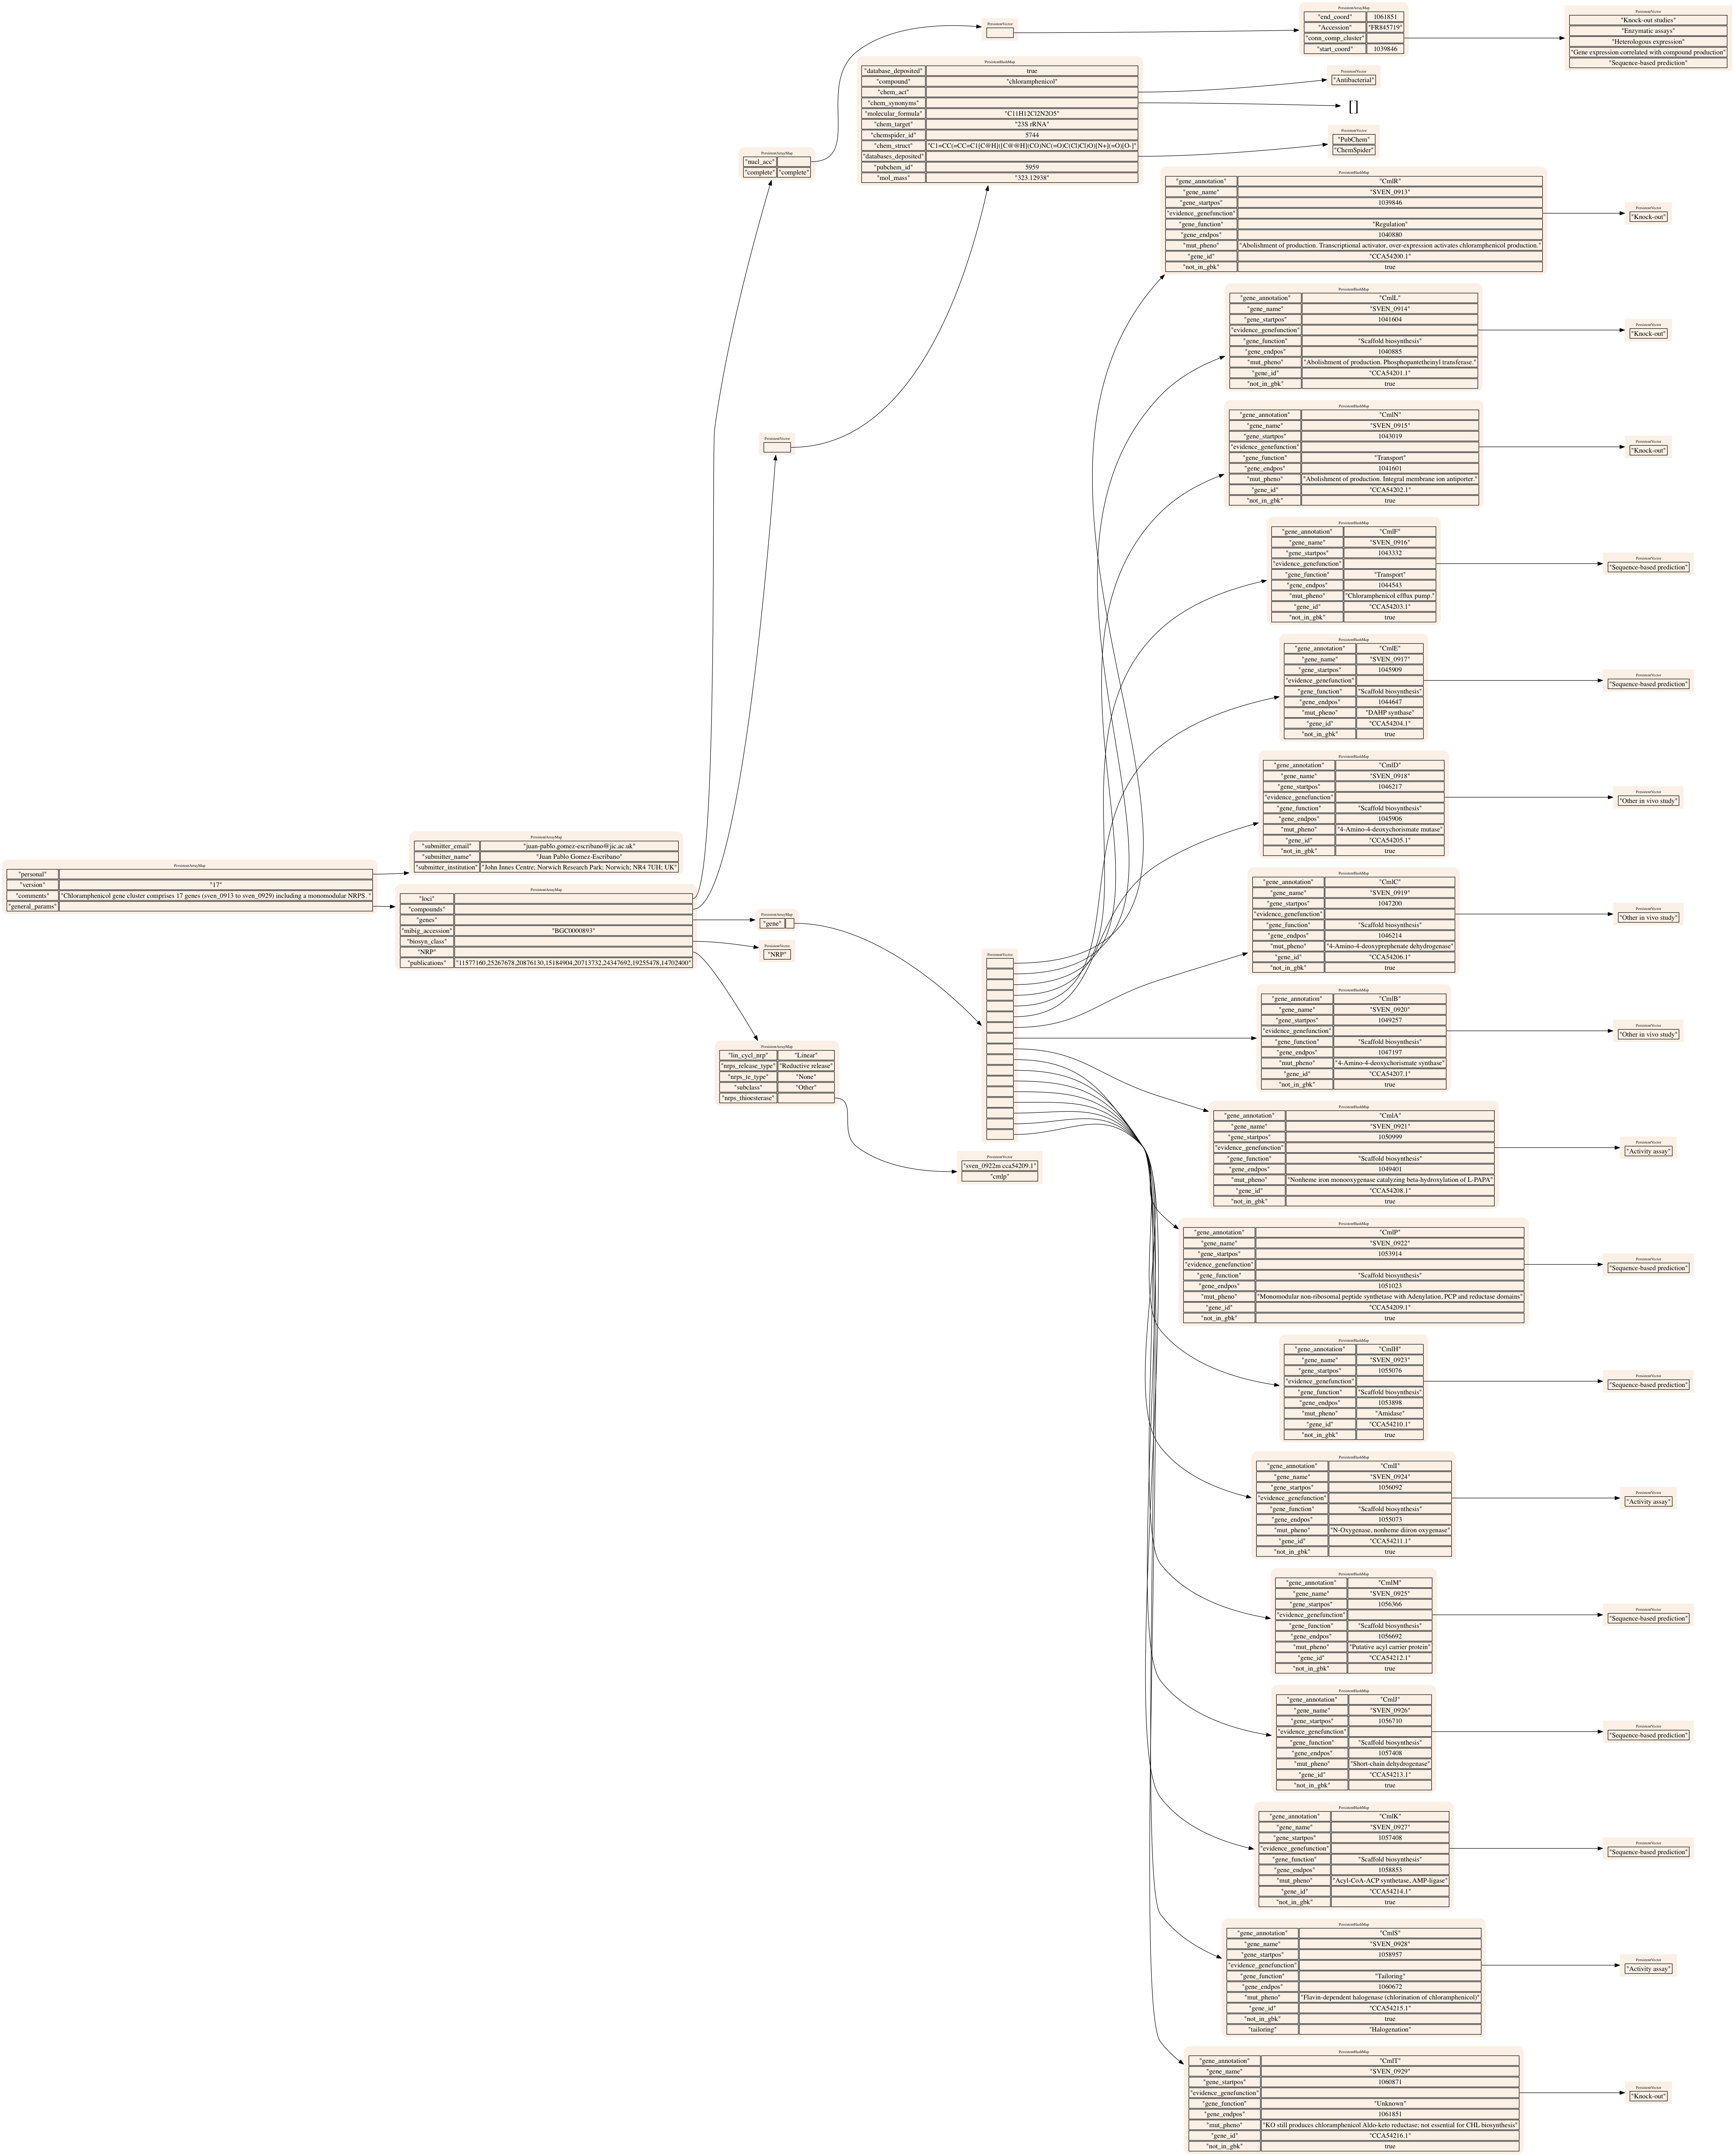 PersistentArrayMap
"personal"
"version" "17"
"comments" "Chloramphenicol gene cluster comprises 17 genes (sven_0913 to sven_0929) including a monomodular NRPS. "
"general_params"
PersistentArrayMap
"submitter_email" "juan-pablo.gomez-escribano@jic.ac.uk"
"submitter_name" "Juan Pablo Gomez-Escribano"
"submitter_institution" "John Innes Centre; Norwich Research Park; Norwich; NR4 7UH; UK"
PersistentArrayMap
"loci"
"compounds"
"genes"
"mibig_accession" "BGC0000893"
"biosyn_class"
"NRP"
"publications" "11577160,25267678,20876130,15184904,20713732,24347692,19255478,14702400"
PersistentArrayMap
"nucl_acc"
"complete" "complete"
PersistentVector
PersistentArrayMap
"gene"
PersistentVector
"NRP"
PersistentArrayMap
"lin_cycl_nrp" "Linear"
"nrps_release_type" "Reductive release"
"nrps_te_type" "None"
"subclass" "Other"
"nrps_thioesterase"
PersistentVector
PersistentHashMap
"database_deposited" true
"compound" "chloramphenicol"
"chem_act"
"chem_synonyms"
"molecular_formula" "C11H12Cl2N2O5"
"chem_target" "23S rRNA"
"chemspider_id" 5744
"chem_struct" "C1=CC(=CC=C1[C@H]([C@@H](CO)NC(=O)C(Cl)Cl)O)[N+](=O)[O-]"
"databases_deposited"
"pubchem_id" 5959
"mol_mass" "323.12938"
PersistentVector
PersistentVector
"sven_0922m cca54209.1"
"cmlp"
PersistentArrayMap
"end_coord" 1061851
"Accession" "FR845719"
"conn_comp_cluster"
"start_coord" 1039846
PersistentVector
"Knock-out studies"
"Enzymatic assays"
"Heterologous expression"
"Gene expression correlated with compound production"
"Sequence-based prediction"
PersistentVector
"Antibacterial"
[]
PersistentVector
"PubChem"
"ChemSpider"
PersistentHashMap
"gene_annotation" "CmlR"
"gene_name" "SVEN_0913"
"gene_startpos" 1039846
"evidence_genefunction"
"gene_function" "Regulation"
"gene_endpos" 1040880
"mut_pheno" "Abolishment of production. Transcriptional activator, over-expression activates chloramphenicol production."
"gene_id" "CCA54200.1"
"not_in_gbk" true
PersistentVector
"Knock-out"
PersistentHashMap
"gene_annotation" "CmlL"
"gene_name" "SVEN_0914"
"gene_startpos" 1041604
"evidence_genefunction"
"gene_function" "Scaffold biosynthesis"
"gene_endpos" 1040885
"mut_pheno" "Abolishment of production. Phosphopantetheinyl transferase."
"gene_id" "CCA54201.1"
"not_in_gbk" true
PersistentVector
"Knock-out"
PersistentHashMap
"gene_annotation" "CmlN"
"gene_name" "SVEN_0915"
"gene_startpos" 1043019
"evidence_genefunction"
"gene_function" "Transport"
"gene_endpos" 1041601
"mut_pheno" "Abolishment of production. Integral membrane ion antiporter."
"gene_id" "CCA54202.1"
"not_in_gbk" true
PersistentVector
"Knock-out"
PersistentHashMap
"gene_annotation" "CmlF"
"gene_name" "SVEN_0916"
"gene_startpos" 1043332
"evidence_genefunction"
"gene_function" "Transport"
"gene_endpos" 1044543
"mut_pheno" "Chloramphenicol efflux pump."
"gene_id" "CCA54203.1"
"not_in_gbk" true
PersistentVector
"Sequence-based prediction"
PersistentHashMap
"gene_annotation" "CmlE"
"gene_name" "SVEN_0917"
"gene_startpos" 1045909
"evidence_genefunction"
"gene_function" "Scaffold biosynthesis"
"gene_endpos" 1044647
"mut_pheno" "DAHP synthase"
"gene_id" "CCA54204.1"
"not_in_gbk" true
PersistentVector
"Sequence-based prediction"
PersistentHashMap
"gene_annotation" "CmlD"
"gene_name" "SVEN_0918"
"gene_startpos" 1046217
"evidence_genefunction"
"gene_function" "Scaffold biosynthesis"
"gene_endpos" 1045906
"mut_pheno" "4-Amino-4-deoxychorismate mutase"
"gene_id" "CCA54205.1"
"not_in_gbk" true
PersistentVector
"Other in vivo study"
PersistentHashMap
"gene_annotation" "CmlC"
"gene_name" "SVEN_0919"
"gene_startpos" 1047200
"evidence_genefunction"
"gene_function" "Scaffold biosynthesis"
"gene_endpos" 1046214
"mut_pheno" "4-Amino-4-deoxyprephenate dehydrogenase"
"gene_id" "CCA54206.1"
"not_in_gbk" true
PersistentVector
"Other in vivo study"
PersistentHashMap
"gene_annotation" "CmlB"
"gene_name" "SVEN_0920"
"gene_startpos" 1049257
"evidence_genefunction"
"gene_function" "Scaffold biosynthesis"
"gene_endpos" 1047197
"mut_pheno" "4-Amino-4-deoxychorismate synthase"
"gene_id" "CCA54207.1"
"not_in_gbk" true
PersistentVector
"Other in vivo study"
PersistentHashMap
"gene_annotation" "CmlA"
"gene_name" "SVEN_0921"
"gene_startpos" 1050999
"evidence_genefunction"
"gene_function" "Scaffold biosynthesis"
"gene_endpos" 1049401
"mut_pheno" "Nonheme iron monooxygenase catalyzing beta-hydroxylation of L-PAPA"
"gene_id" "CCA54208.1"
"not_in_gbk" true
PersistentVector
"Activity assay"
PersistentHashMap
"gene_annotation" "CmlP"
"gene_name" "SVEN_0922"
"gene_startpos" 1053914
"evidence_genefunction"
"gene_function" "Scaffold biosynthesis"
"gene_endpos" 1051023
"mut_pheno" "Monomodular non-ribosomal peptide synthetase with Adenylation, PCP and reductase domains"
"gene_id" "CCA54209.1"
"not_in_gbk" true
PersistentVector
"Sequence-based prediction"
PersistentHashMap
"gene_annotation" "CmlH"
"gene_name" "SVEN_0923"
"gene_startpos" 1055076
"evidence_genefunction"
"gene_function" "Scaffold biosynthesis"
"gene_endpos" 1053898
"mut_pheno" "Amidase"
"gene_id" "CCA54210.1"
"not_in_gbk" true
PersistentVector
"Sequence-based prediction"
PersistentHashMap
"gene_annotation" "CmlI"
"gene_name" "SVEN_0924"
"gene_startpos" 1056092
"evidence_genefunction"
"gene_function" "Scaffold biosynthesis"
"gene_endpos" 1055073
"mut_pheno" "N-Oxygenase, nonheme diiron oxygenase"
"gene_id" "CCA54211.1"
"not_in_gbk" true
PersistentVector
"Activity assay"
PersistentHashMap
"gene_annotation" "CmlM"
"gene_name" "SVEN_0925"
"gene_startpos" 1056366
"evidence_genefunction"
"gene_function" "Scaffold biosynthesis"
"gene_endpos" 1056692
"mut_pheno" "Putative acyl carrier protein"
"gene_id" "CCA54212.1"
"not_in_gbk" true
PersistentVector
"Sequence-based prediction"
PersistentHashMap
"gene_annotation" "CmlJ"
"gene_name" "SVEN_0926"
"gene_startpos" 1056710
"evidence_genefunction"
"gene_function" "Scaffold biosynthesis"
"gene_endpos" 1057408
"mut_pheno" "Short-chain dehydrogenase"
"gene_id" "CCA54213.1"
"not_in_gbk" true
PersistentVector
"Sequence-based prediction"
PersistentHashMap
"gene_annotation" "CmlK"
"gene_name" "SVEN_0927"
"gene_startpos" 1057408
"evidence_genefunction"
"gene_function" "Scaffold biosynthesis"
"gene_endpos" 1058853
"mut_pheno" "Acyl-CoA-ACP synthetase, AMP-ligase"
"gene_id" "CCA54214.1"
"not_in_gbk" true
PersistentVector
"Sequence-based prediction"
PersistentHashMap
"gene_annotation" "CmlS"
"gene_name" "SVEN_0928"
"gene_startpos" 1058957
"evidence_genefunction"
"gene_function" "Tailoring"
"gene_endpos" 1060672
"mut_pheno" "Flavin-dependent halogenase (chlorination of chloramphenicol)"
"gene_id" "CCA54215.1"
"not_in_gbk" true
"tailoring" "Halogenation"
PersistentVector
"Activity assay"
PersistentHashMap
"gene_annotation" "CmlT"
"gene_name" "SVEN_0929"
"gene_startpos" 1060871
"evidence_genefunction"
"gene_function" "Unknown"
"gene_endpos" 1061851
"mut_pheno" "KO still produces chloramphenicol Aldo-keto reductase; not essential for CHL biosynthesis"
"gene_id" "CCA54216.1"
"not_in_gbk" true
PersistentVector
"Knock-out"